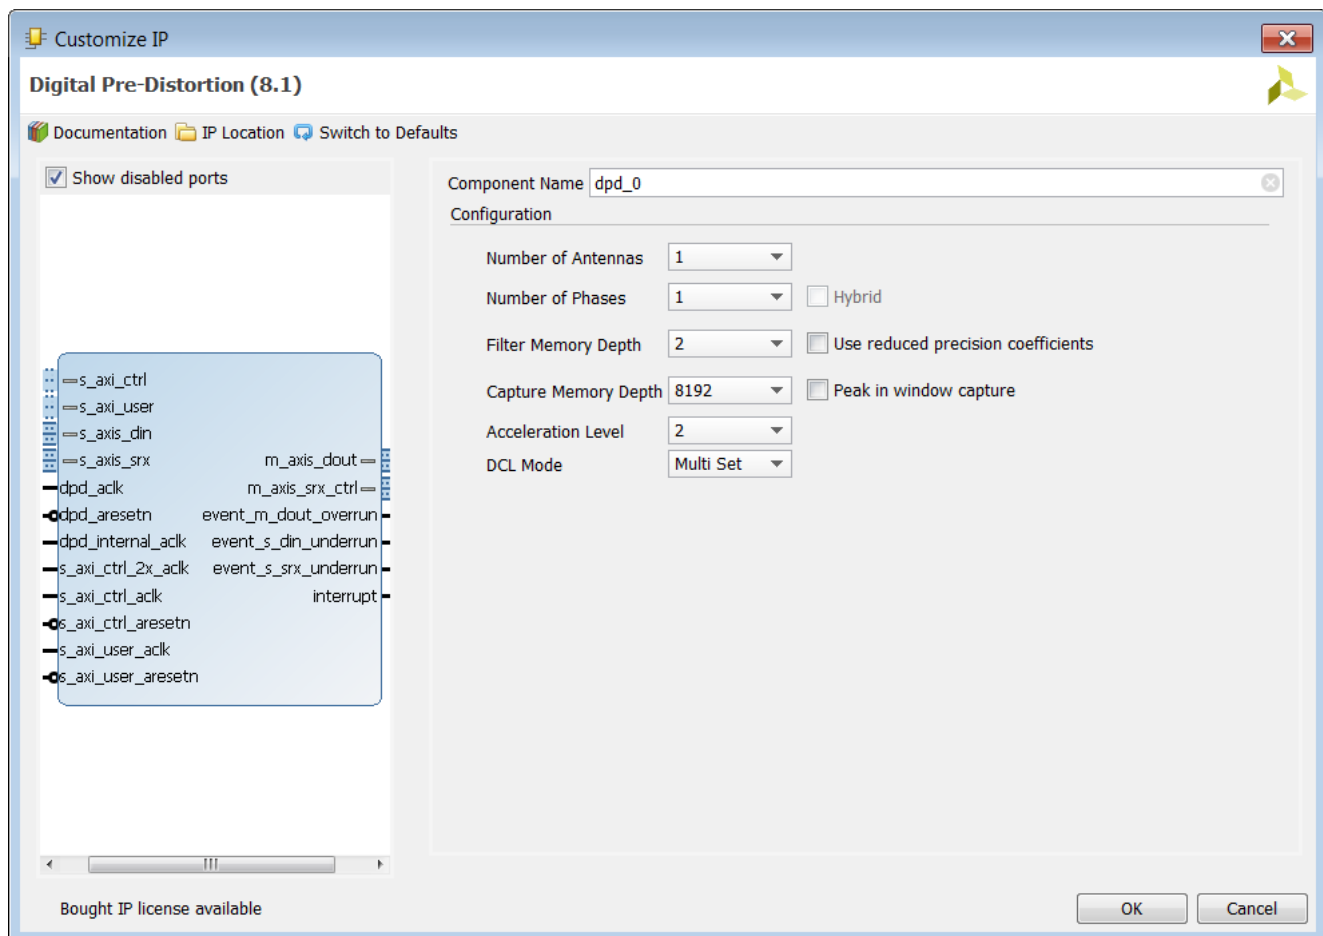 Customize IP
Digital Pre-Distortion (8.1)
Documentation IP Location Switch to Defaults
Show disabled ports
s_axi_ctrl
s_axi_user
s_axis_din
s_axis_srx m_axis_dout
dpd_aclk m_axis_srx_ctrl
dpd_aresetn event_m_dout_overrun
dpd_internal_aclk event_s_din_underrun
s_axi_ctrl_2x_aclk event_s_srx_underrun
s_axi_ctrl_aclk interrupt
s_axi_ctrl_aresetn
s_axi_user_aclk
s_axi_user_aresetn
Component Name dpd_0
Configuration
Number of Antennas 1
Number of Phases 1 Hybrid
Filter Memory Depth 2 Use reduced precision coefficients
Capture Memory Depth 8192 Peak in window capture
Acceleration Level 2
DCL Mode Multi Set
Bought IP license available
OK Cancel